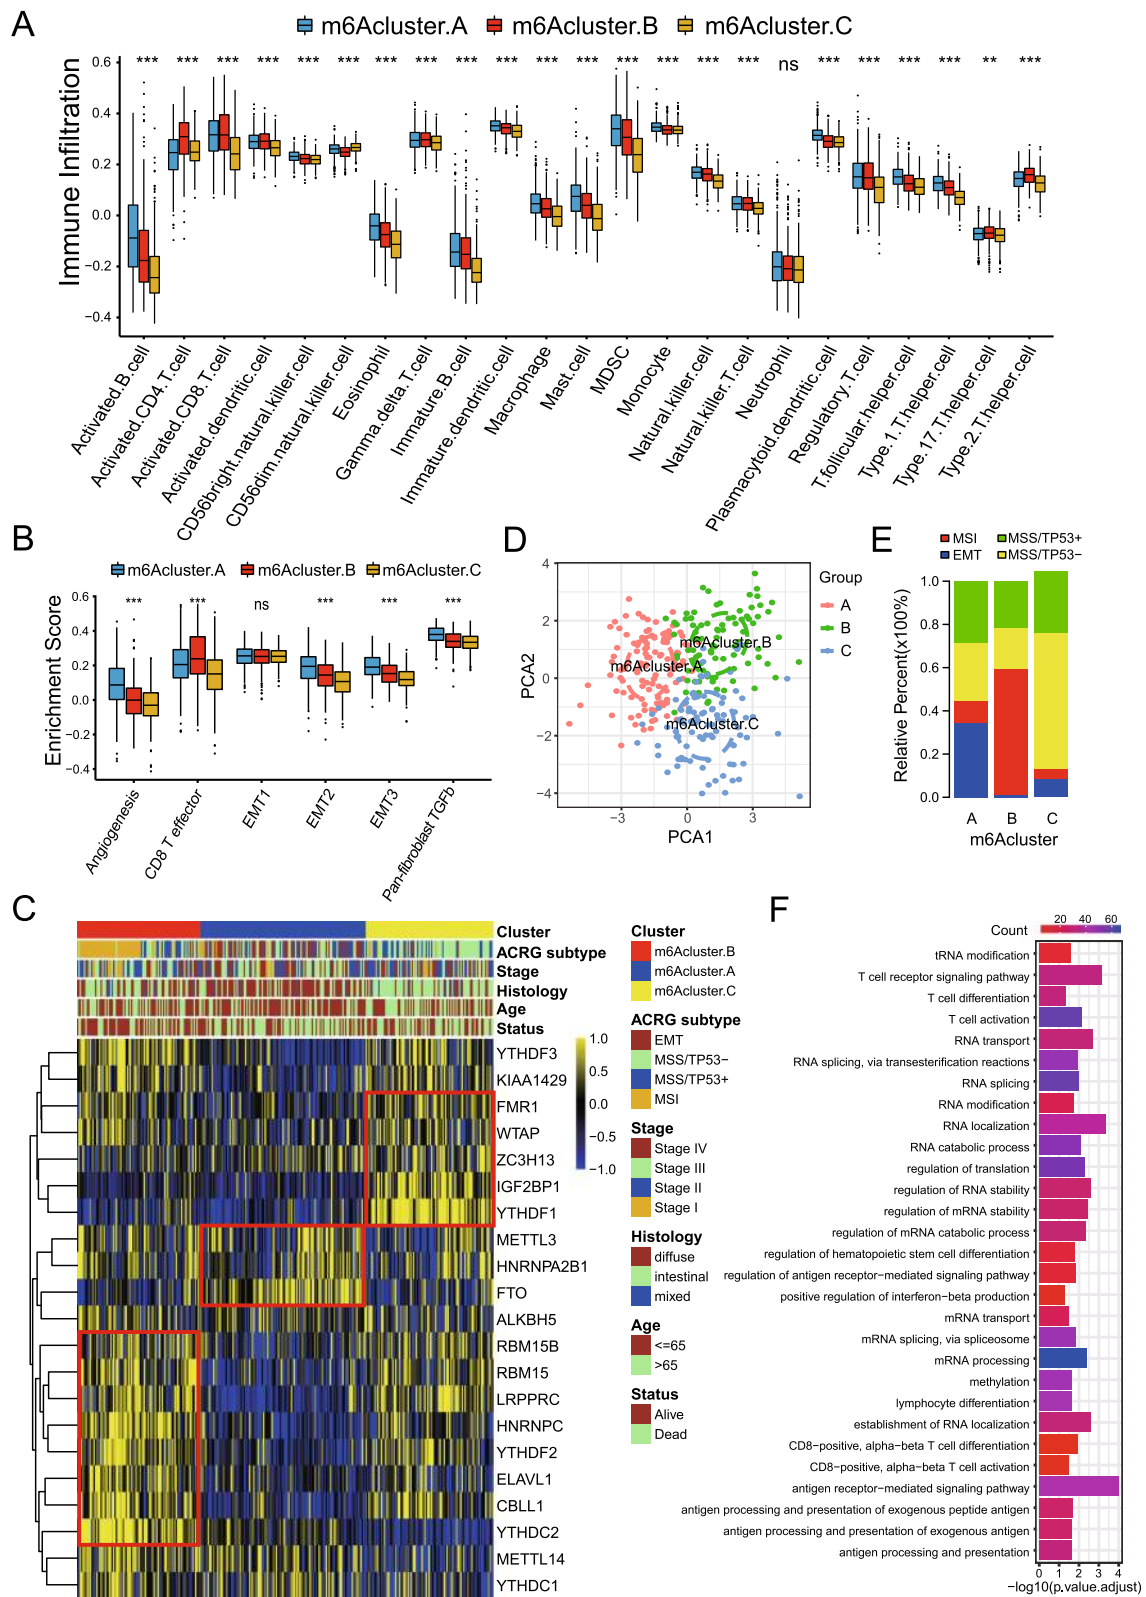 A
m6Acluster.A m6Acluster.B m6Acluster.C
Immune Infiltration
0.6
0.4
0.2
0.0
−0.2
−0.4
*** *** *** *** *** *** *** *** *** *** *** *** *** *** *** *** ns *** *** *** *** ** ***
Activated.B.cell
Activated.CD4.T.cell
Activated.CD8.T.cell
Activated.dendritic.cell
CD56bright.natural.killer.cell
CD56dim.natural.killer.cell
Eosinophil
Gamma.delta.T.cell
Immature.B.cell
Immature.dendritic.cell
Macrophage
Mast.cell
MDSC
Monocyte
Natural.killer.cell
Natural.killer.T.cell
Neutrophil
Plasmacytoid.dendritic.cell
Regulatory.T.cell
T.follicular.helper.cell
Type.1.T.helper.cell
Type.17.T.helper.cell
Type.2.T.helper.cell
B
m6Acluster.A m6Acluster.B m6Acluster.C
Enrichment Score
0.6
0.4
0.2
0.0
−0.2
−0.4
*** *** ns *** *** ***
Angiogenesis
CD8 T effector
EMT1
EMT2
EMT3
Pan-fibroblast TGFb
D
PCA2
4
2
0
−2
−4
m6Acluster.B
m6Acluster.A
m6Acluster.C
−3 0 3
PCA1
Group
A
B
C
E
MSI MSS/TP53+
EMT MSS/TP53−
Relative Percent(x100%)
1.0
0.8
0.6
0.4
0.2
0.0
A B C
m6Acluster
C
Cluster
ACRG subtype
Stage
Histology
Age
Status
YTHDF3
KIAA1429
FMR1
WTAP
ZC3H13
IGF2BP1
YTHDF1
METTL3
HNRNPA2B1
FTO
ALKBH5
RBM15B
RBM15
LRPPRC
HNRNPC
YTHDF2
ELAVL1
CBLL1
YTHDC2
METTL14
YTHDC1
1.0
0.5
0.0
−0.5
−1.0
Cluster
m6Acluster.B
m6Acluster.A
m6Acluster.C
ACRG subtype
EMT
MSS/TP53−
MSS/TP53+
MSI
Stage
Stage IV
Stage III
Stage II
Stage I
Histology
diffuse
intestinal
mixed
Age
<=65
>65
Status
Alive
Dead
F
Count
20 40 60
tRNA modification
T cell receptor signaling pathway
T cell differentiation
T cell activation
RNA transport
RNA splicing, via transesterification reactions
RNA splicing
RNA modification
RNA localization
RNA catabolic process
regulation of translation
regulation of RNA stability
regulation of mRNA stability
regulation of mRNA catabolic process
regulation of hematopoietic stem cell differentiation
regulation of antigen receptor−mediated signaling pathway
positive regulation of interferon−beta production
mRNA transport
mRNA splicing, via spliceosome
mRNA processing
methylation
lymphocyte differentiation
establishment of RNA localization
CD8−positive, alpha−beta T cell differentiation
CD8−positive, alpha−beta T cell activation
antigen receptor−mediated signaling pathway
antigen processing and presentation of exogenous peptide antigen
antigen processing and presentation of exogenous antigen
antigen processing and presentation
0 1 2 3 4
−log10(p.value.adjust)